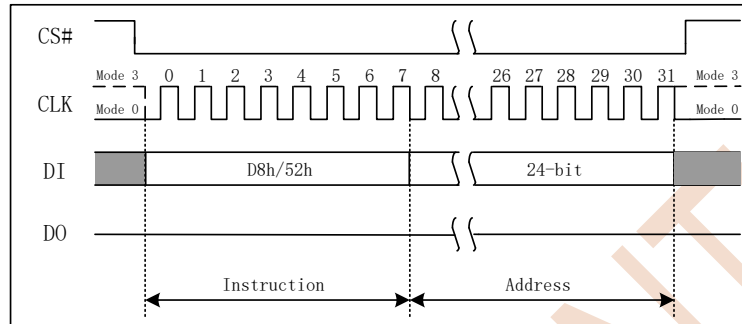 CS#
Mode 3 0 1 2 3 4 5 6 7 8 26 27 28 29 30 31 Mode 3
CLK
Mode 0 Mode 0
DI D8h/52h 24-bit
DO
Instruction Address